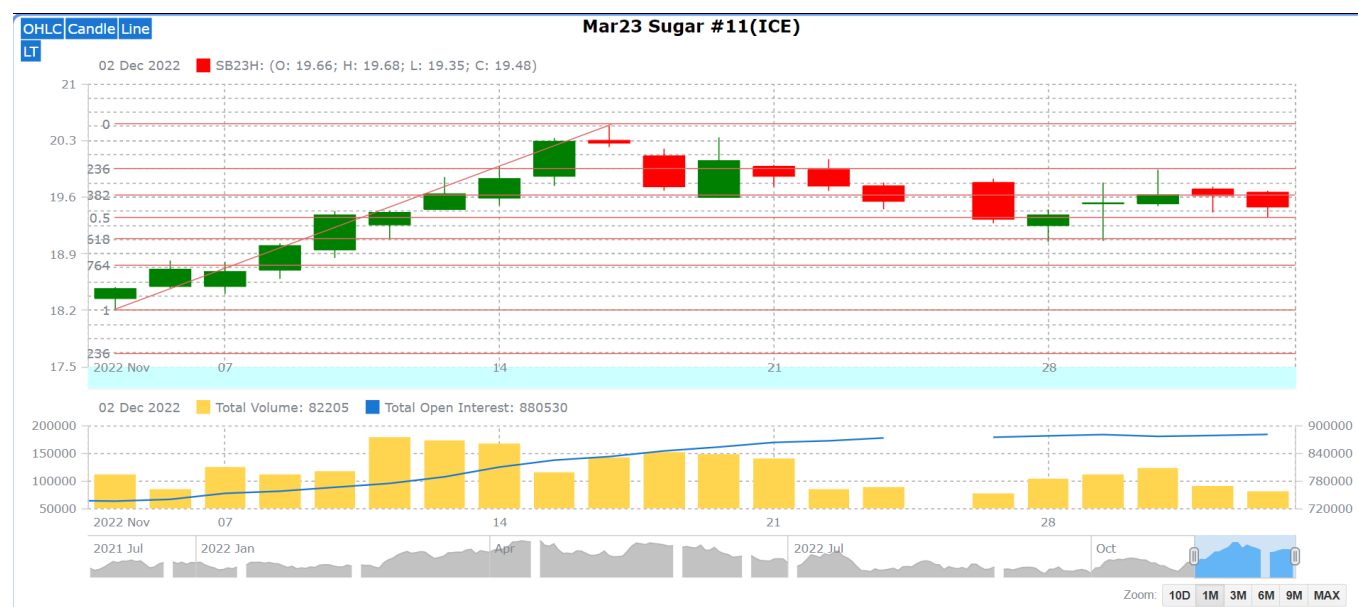 Mar23 Sugar #11(ICE)
OHLC Candle Line
LT
02 Dec 2022 SB23H: (O: 19.66; H: 19.68; L: 19.35; C: 19.48)
21
0
20.3
236
19.6 382
0.5
618
18.9
764
18.2 1
236
17.5
2022 Nov 07 14 21 28
02 Dec 2022 Total Volume: 82205 Total Open Interest: 880530
200000 900000
150000 840000
100000 780000
50000 720000
2022 Nov 07 14 21 28
2021 Jul 2022 Jan Apr 2022 Jul Oct
Zoom: 10D 1M 3M 6M 9M MAX